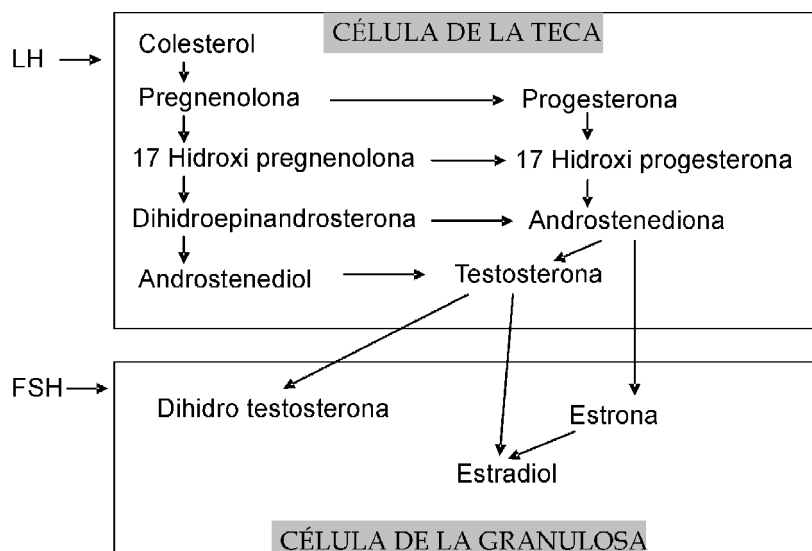 CÉLULA DE LA TECA
Colesterol
LH
Pregnenolona Progesterona
17 Hidroxi pregnenolona 17 Hidroxi progesterona
Dihidroepinandrosterona Androstenediona
Androstenediol Testosterona
FSH
Dihidro testosterona Estrona
Estradiol
CÉLULA DE LA GRANULOSA